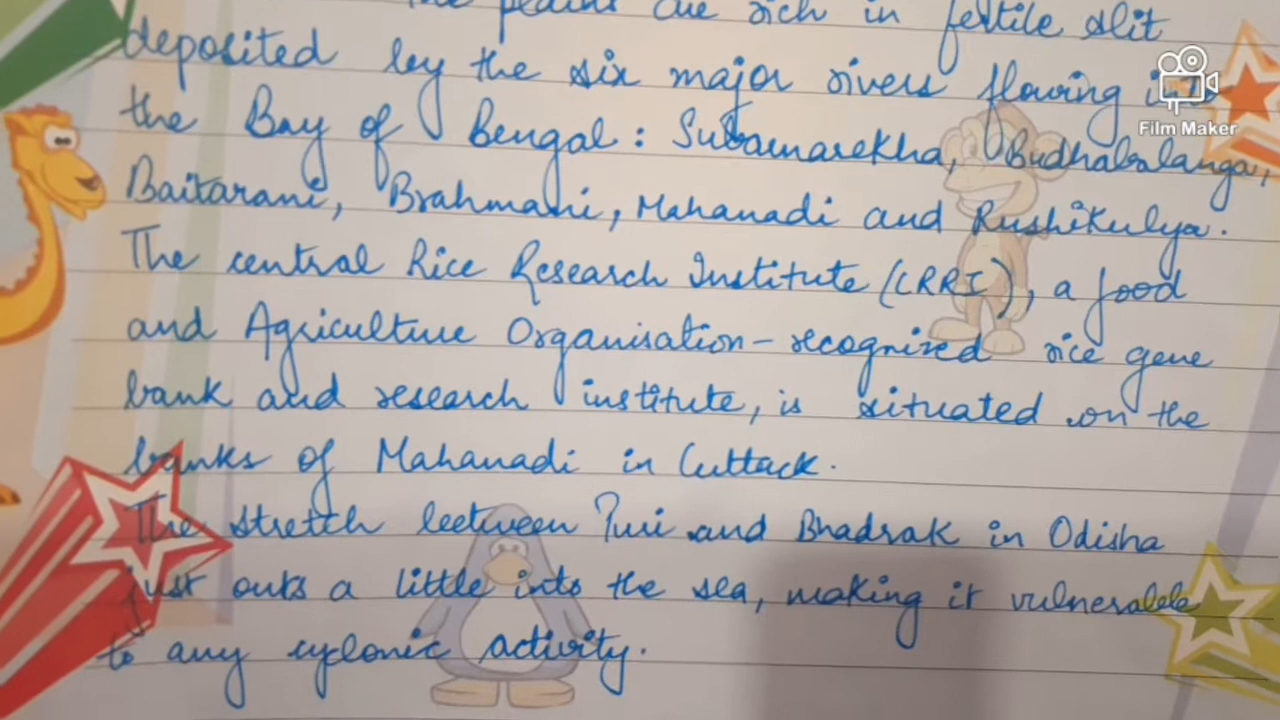 The plains are rich in fertile slit
deposited by the six major rivers flowing into
the Bay of Bengal : Subarnarekha, Budhabalanga,
Baitarani, Brahmani, Mahanadi and Rushikulya.
The central Rice Research Institute (CRRI), a food
and Agriculture Organisation - recognized rice gene
bank and research institute, is situated on the
banks of Mahanadi in Cuttack.
The stretch between Puri and Bhadrak in Odisha
just outs a little into the sea, making it vulnerable
to any cyclonic activity.
Film Maker